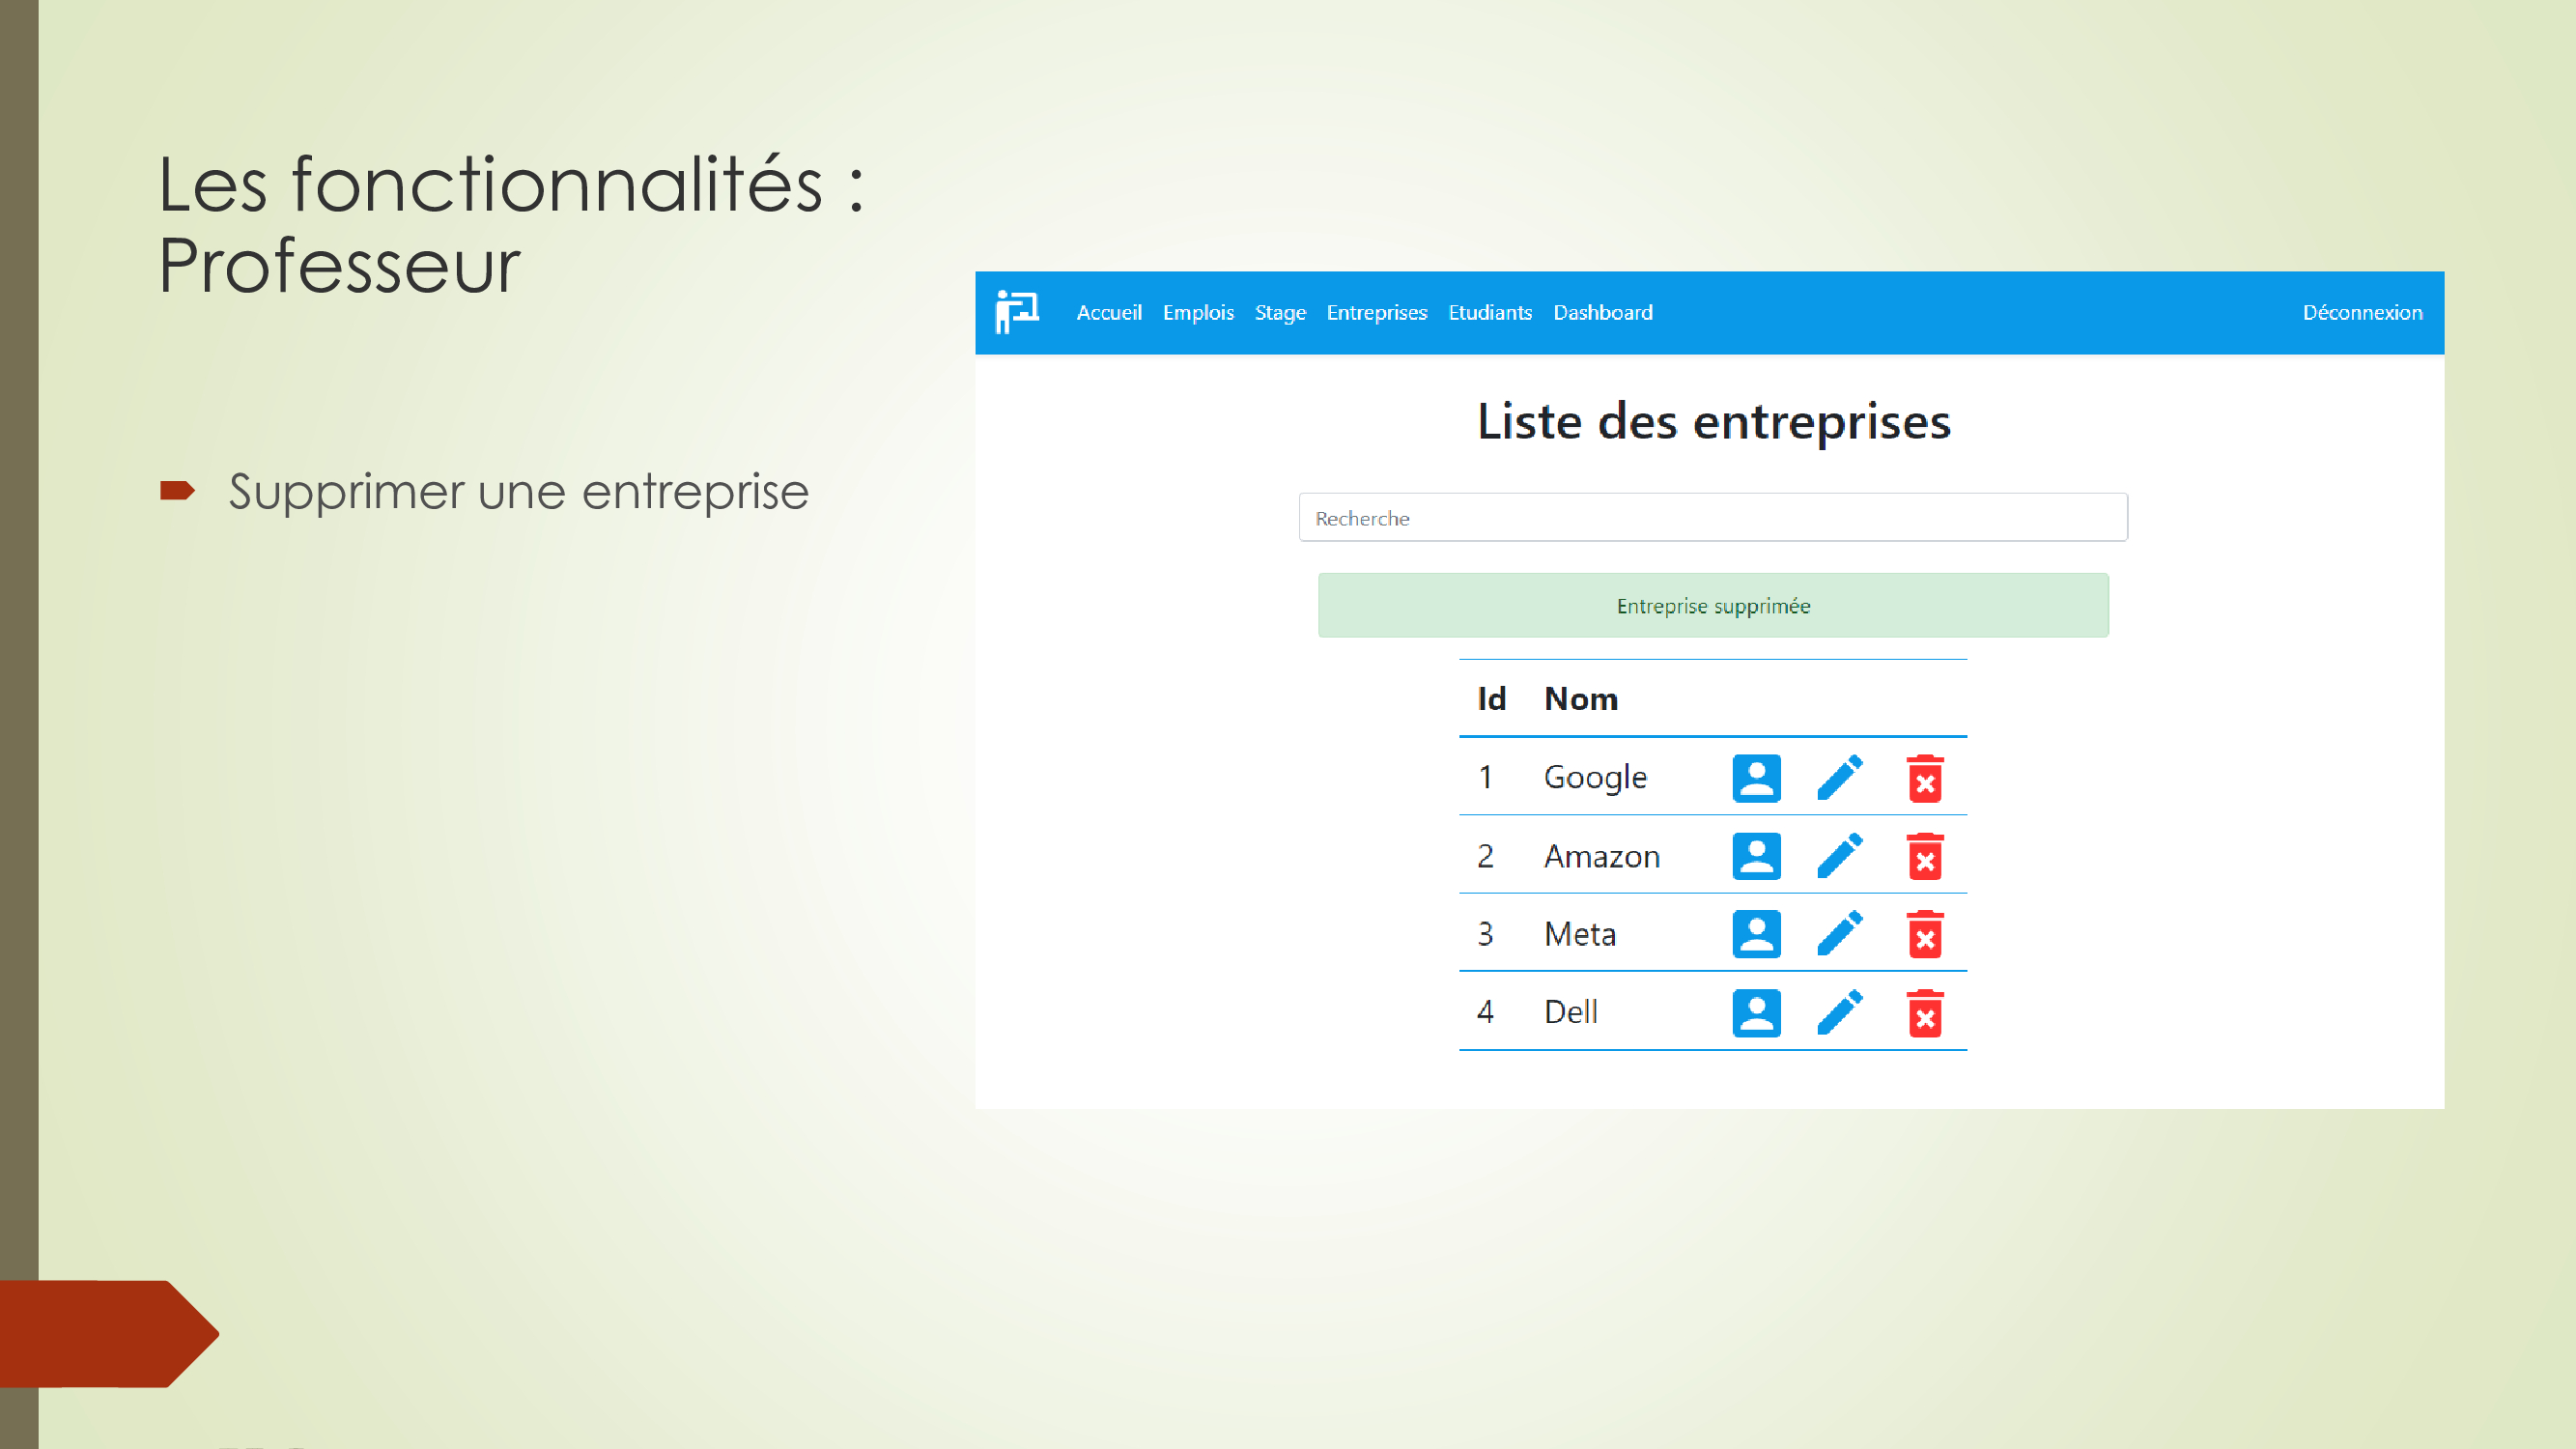 Les fonctionnalités :
Professeur
Supprimer une entreprise
Accueil Emplois Stage Entreprises Etudiants Dashboard Déconnexion
Liste des entreprises
Recherche
Entreprise supprimée
Id Nom
1 Google
2 Amazon
3 Meta
4 Dell